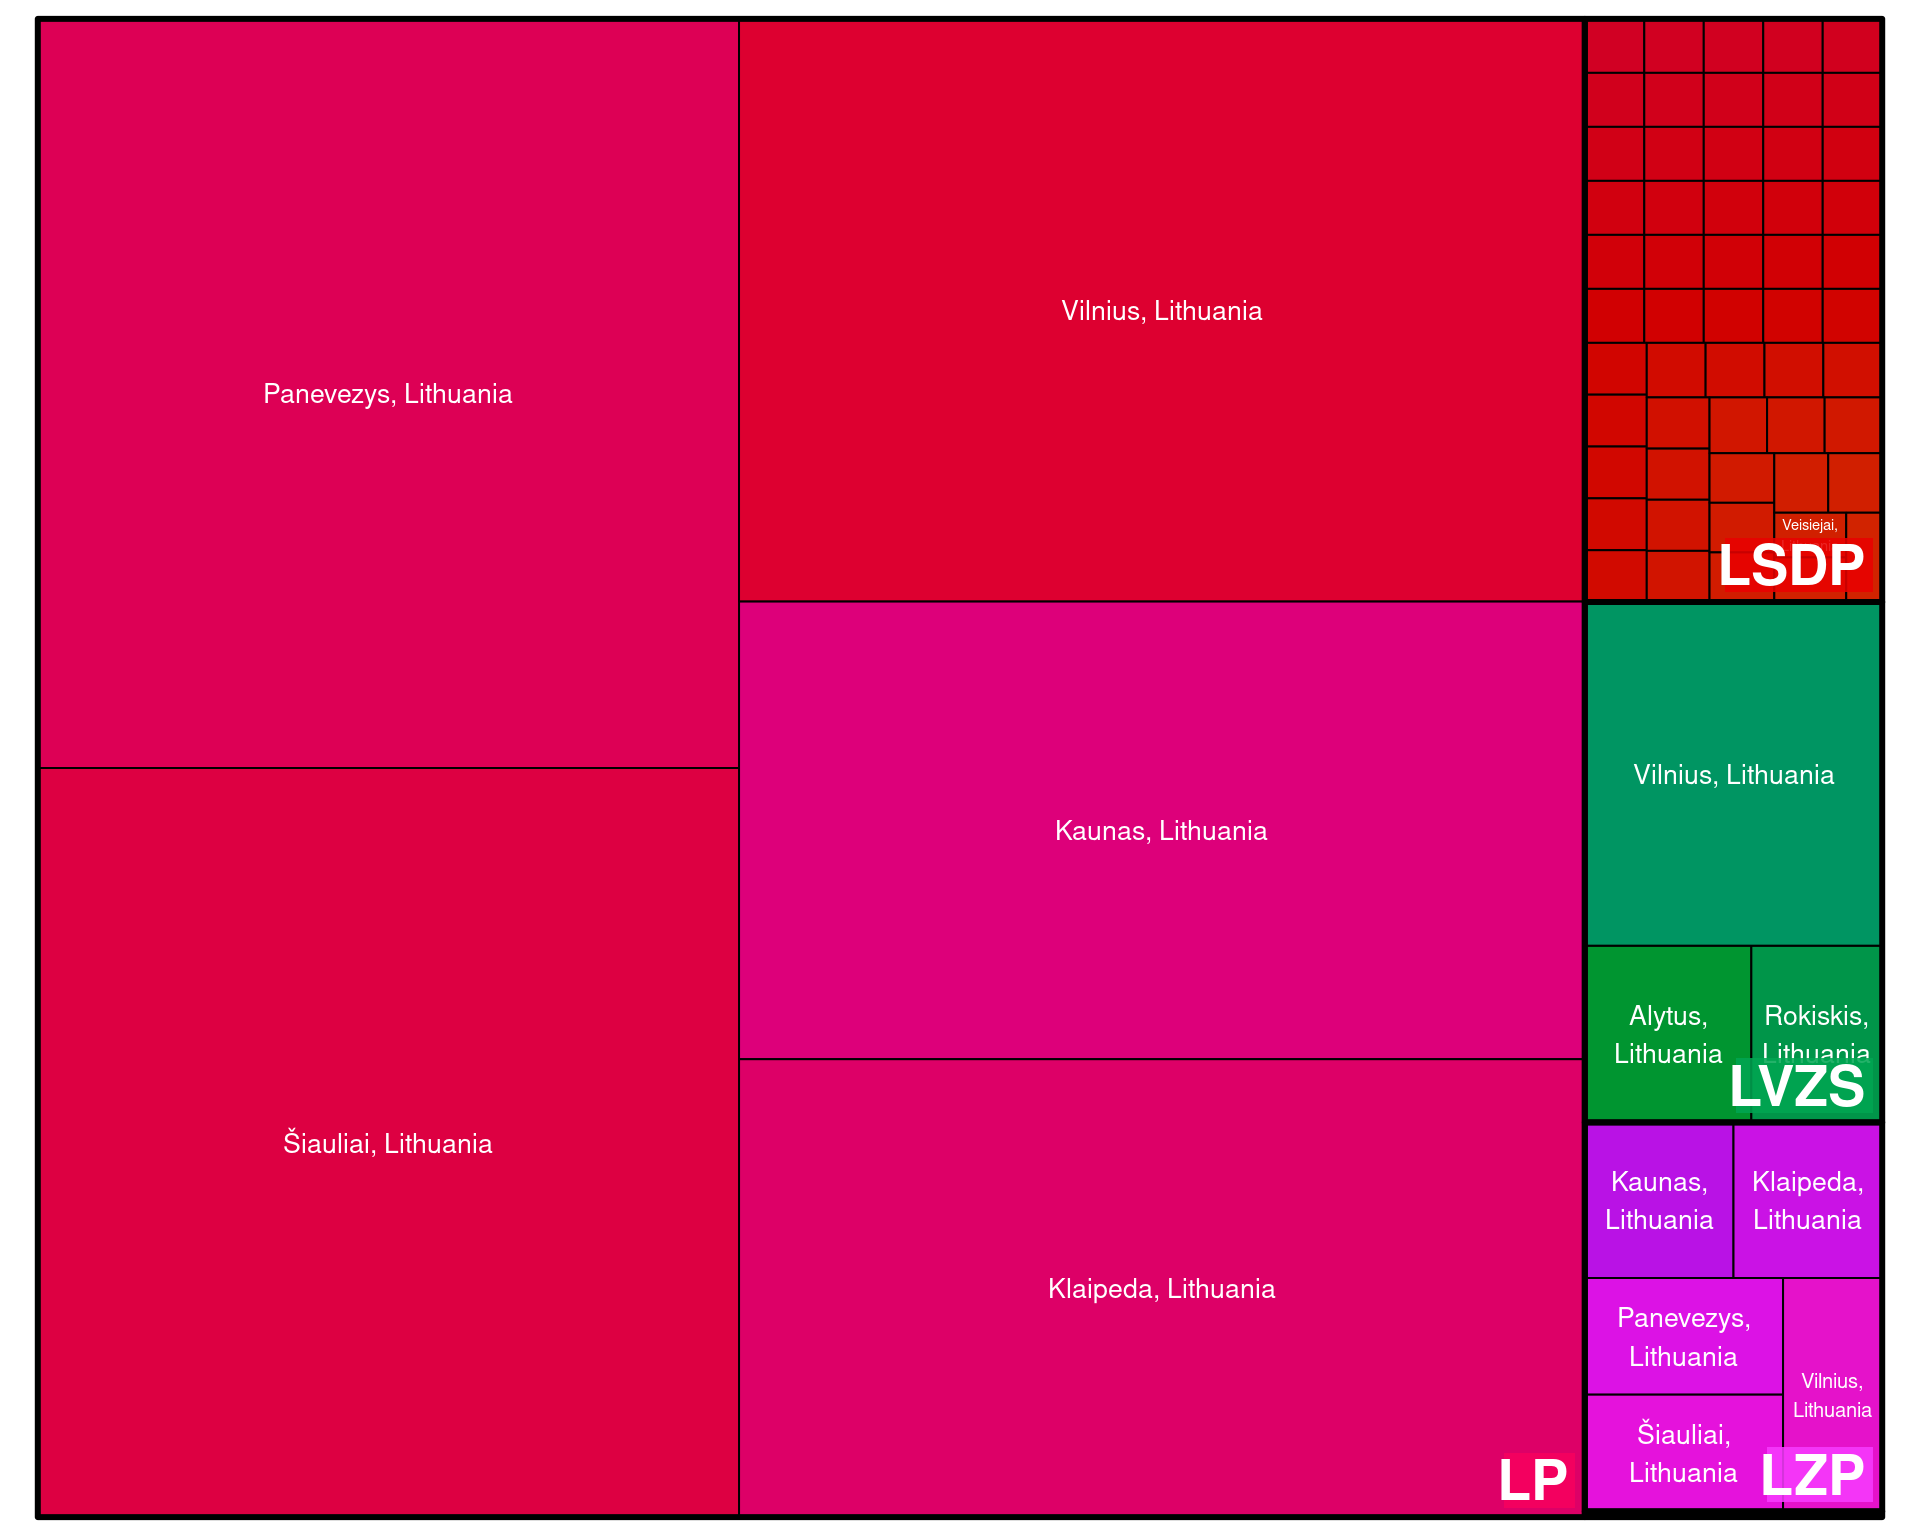 Panevezys, Lithuania
Šiauliai, Lithuania
Vilnius, Lithuania
Kaunas, Lithuania
Klaipeda, Lithuania
LP
Veisiejai,
LSDP
Vilnius, Lithuania
Alytus,
Lithuania
Rokiskis,
Lithuania
LVZS
Kaunas,
Lithuania
Klaipeda,
Lithuania
Panevezys,
Lithuania
Šiauliai,
Lithuania
Vilnius,
Lithuania
LZP